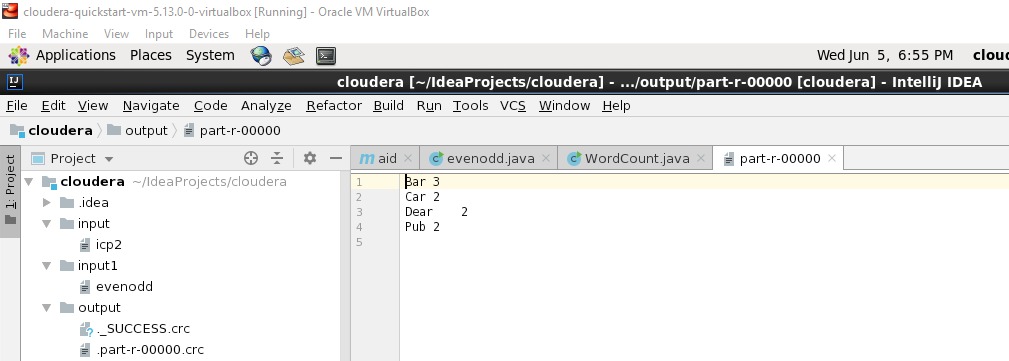 cloudera-quickstart-vm-5.13.0-0-virtualbox [Running] - Oracle VM VirtualBox
File Machine View Input Devices Help
Applications Places System Wed Jun 5, 6:55 PM clou
cloudera [~/IdeaProjects/cloudera] - .../output/part-r-00000 [cloudera] - IntelliJ IDEA
File Edit View Navigate Code Analyze Refactor Build Run Tools VCS Window Help
cloudera output part-r-00000
1: Project
Project
aid evenodd.java WordCount.java part-r-00000
cloudera ~/IdeaProjects/cloudera
.idea
input
icp2
input1
evenodd
output
._SUCCESS.crc
.part-r-00000.crc
1 Bar 3
2 Car 2
3 Dear 2
4 Pub 2
5